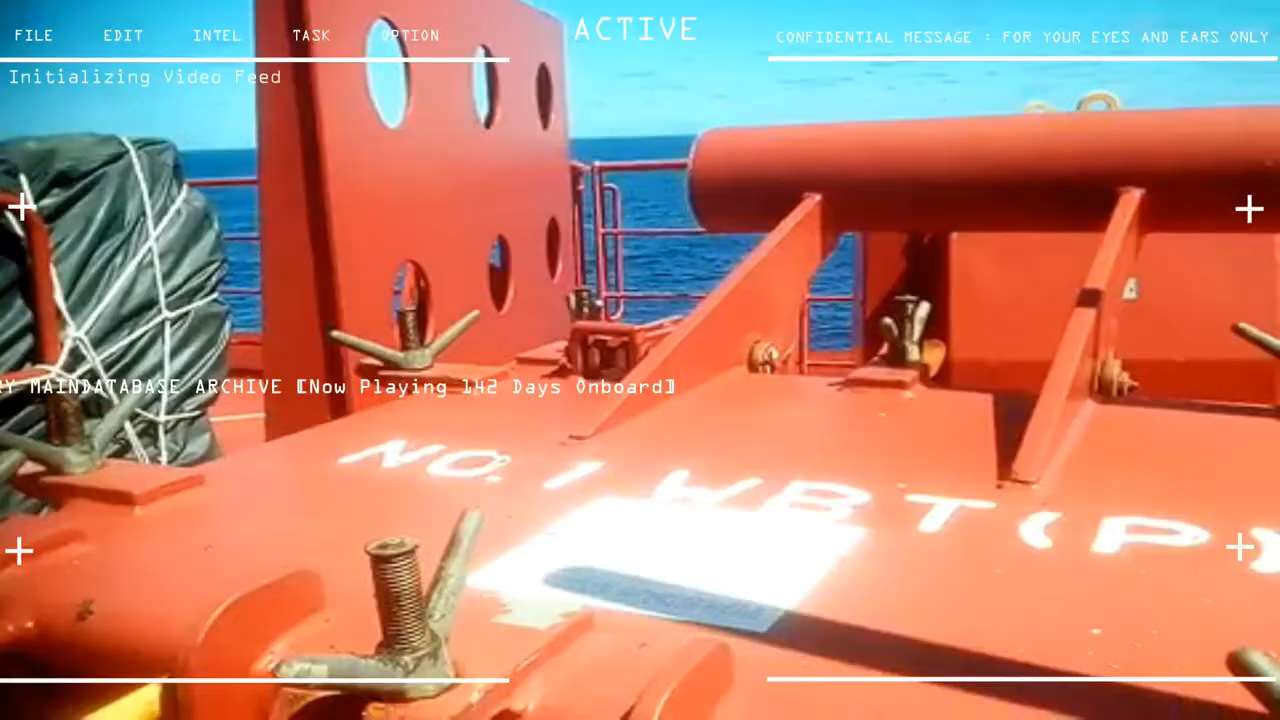 FILE EDIT INTEL TASK OPTION
ACTIVE
CONFIDENTIAL MESSAGE : FOR YOUR EYES AND EARS ONLY
Initializing Video Feed
MAINDATABASE ARCHIVE [Now Playing 142 Days Onboard]
NO. 1 WBT (P)